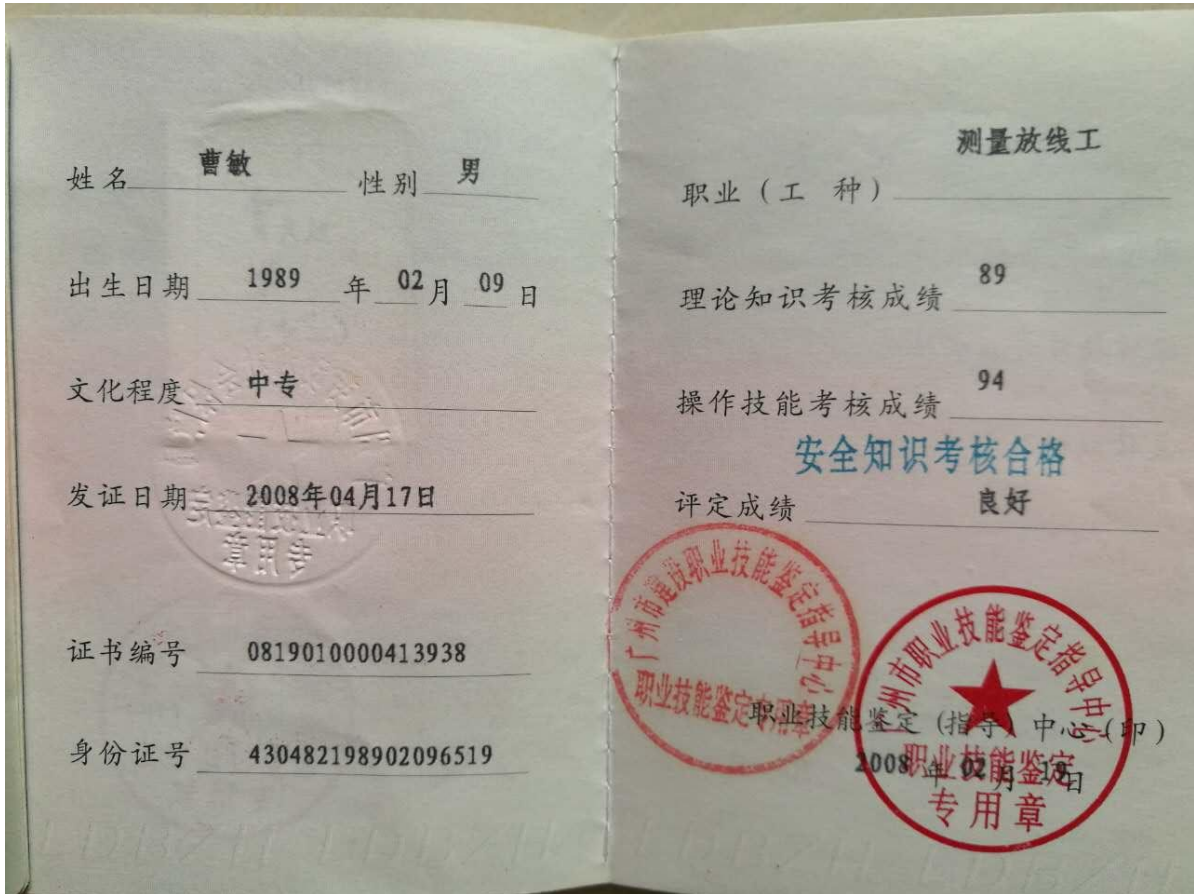 姓名 曹敏 性别 男
出生日期 1989 年 02 月 09 日
文化程度 中专
发证日期 2008年04月17日
证书编号 0819010000413938
身份证号 430482198902096519
测量放线工
职业（工 种）
理论知识考核成绩 89
操作技能考核成绩 94
安全知识考核合格
评定成绩 良好
广州市建设职业技能鉴定指导中心
职业技能鉴定专用章
广州市职业技能鉴定指导中心
职业技能鉴定
专用章
职业技能鉴定（指导）中心（印）
2008 年 02 月 19 日